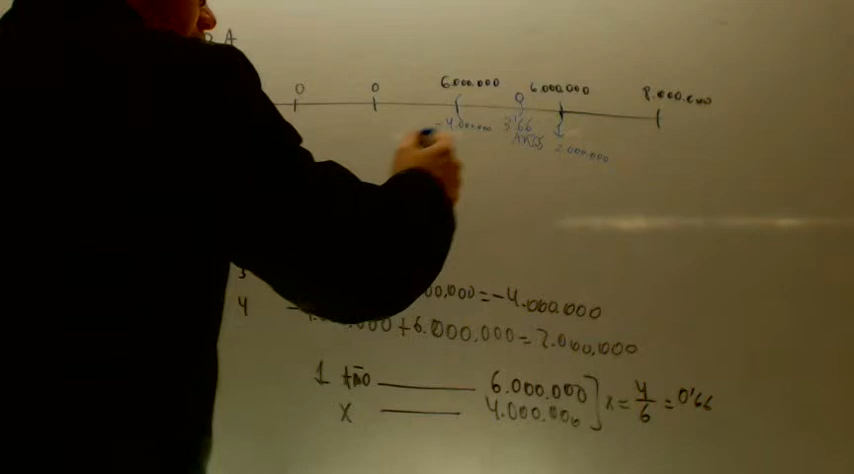 A
0 0 6.000.000 6.000.000 8.000.000
-4.000.000 3'66 2.000.000
AÑOS
3
4 00.000=-4.000.000
000+6.000.000=2.000.000
1 AÑO 6.000.000
X 4.000.000 X=4/6=0'66